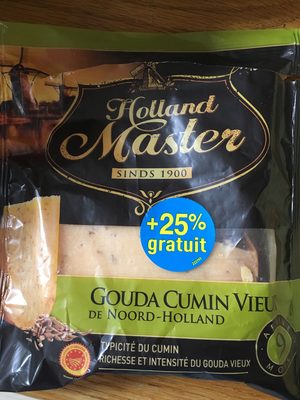 Holland
Master
SINDS 1900
+25%
gratuit
GOUDA CUMIN VIEUX
DE NOORD-HOLLAND
9
TYPICITÉ DU CUMIN
RICHESSE ET INTENSITÉ DU GOUDA VIEUX